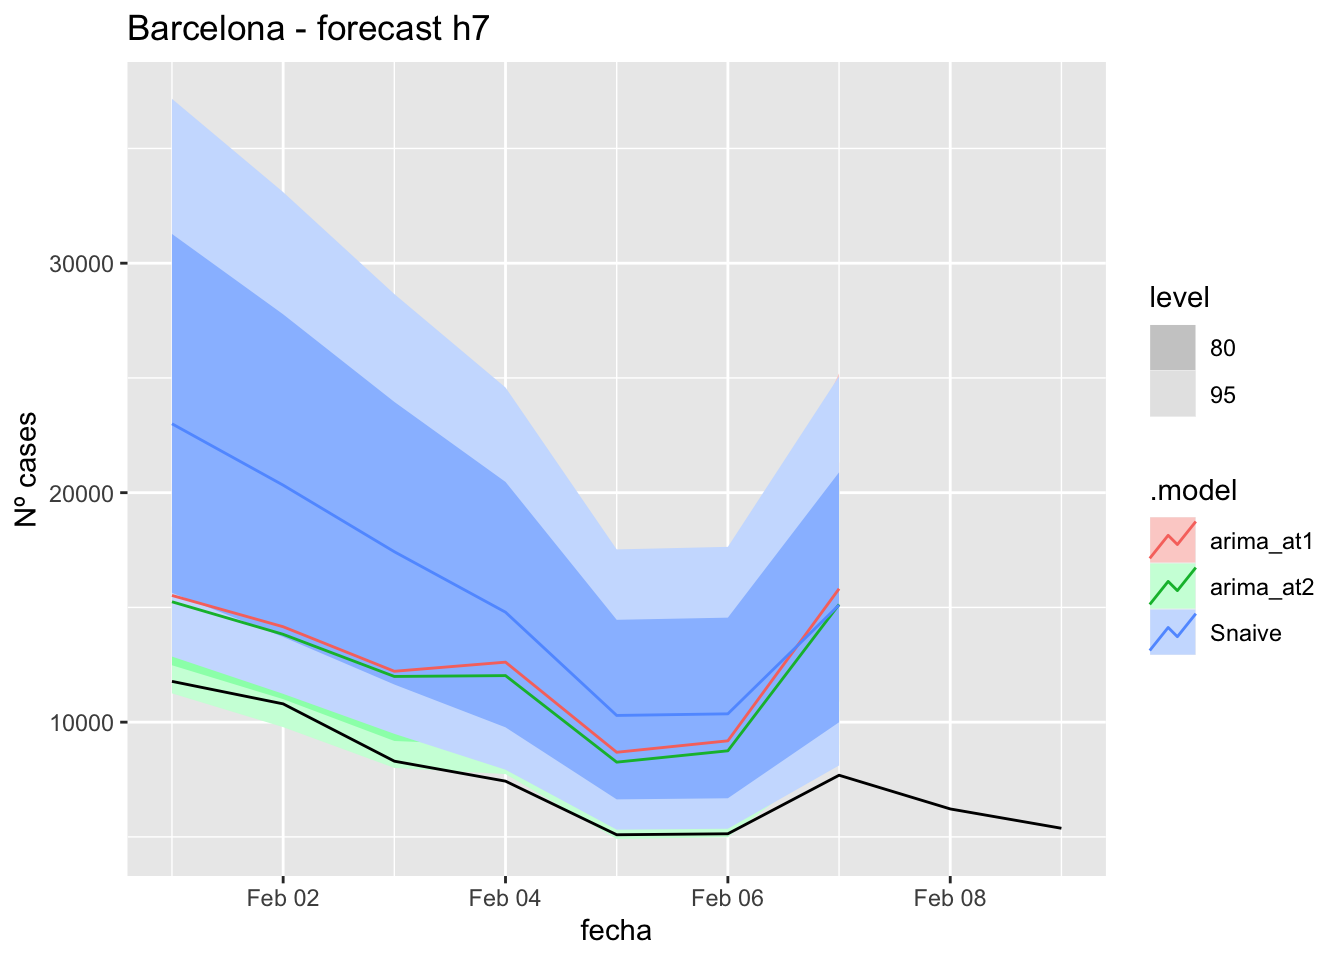 Barcelona - forecast h7
Nº cases
30000
20000
10000
Feb 02
Feb 04
Feb 06
Feb 08
fecha
level
80
95
.model
arima_at1
arima_at2
Snaive